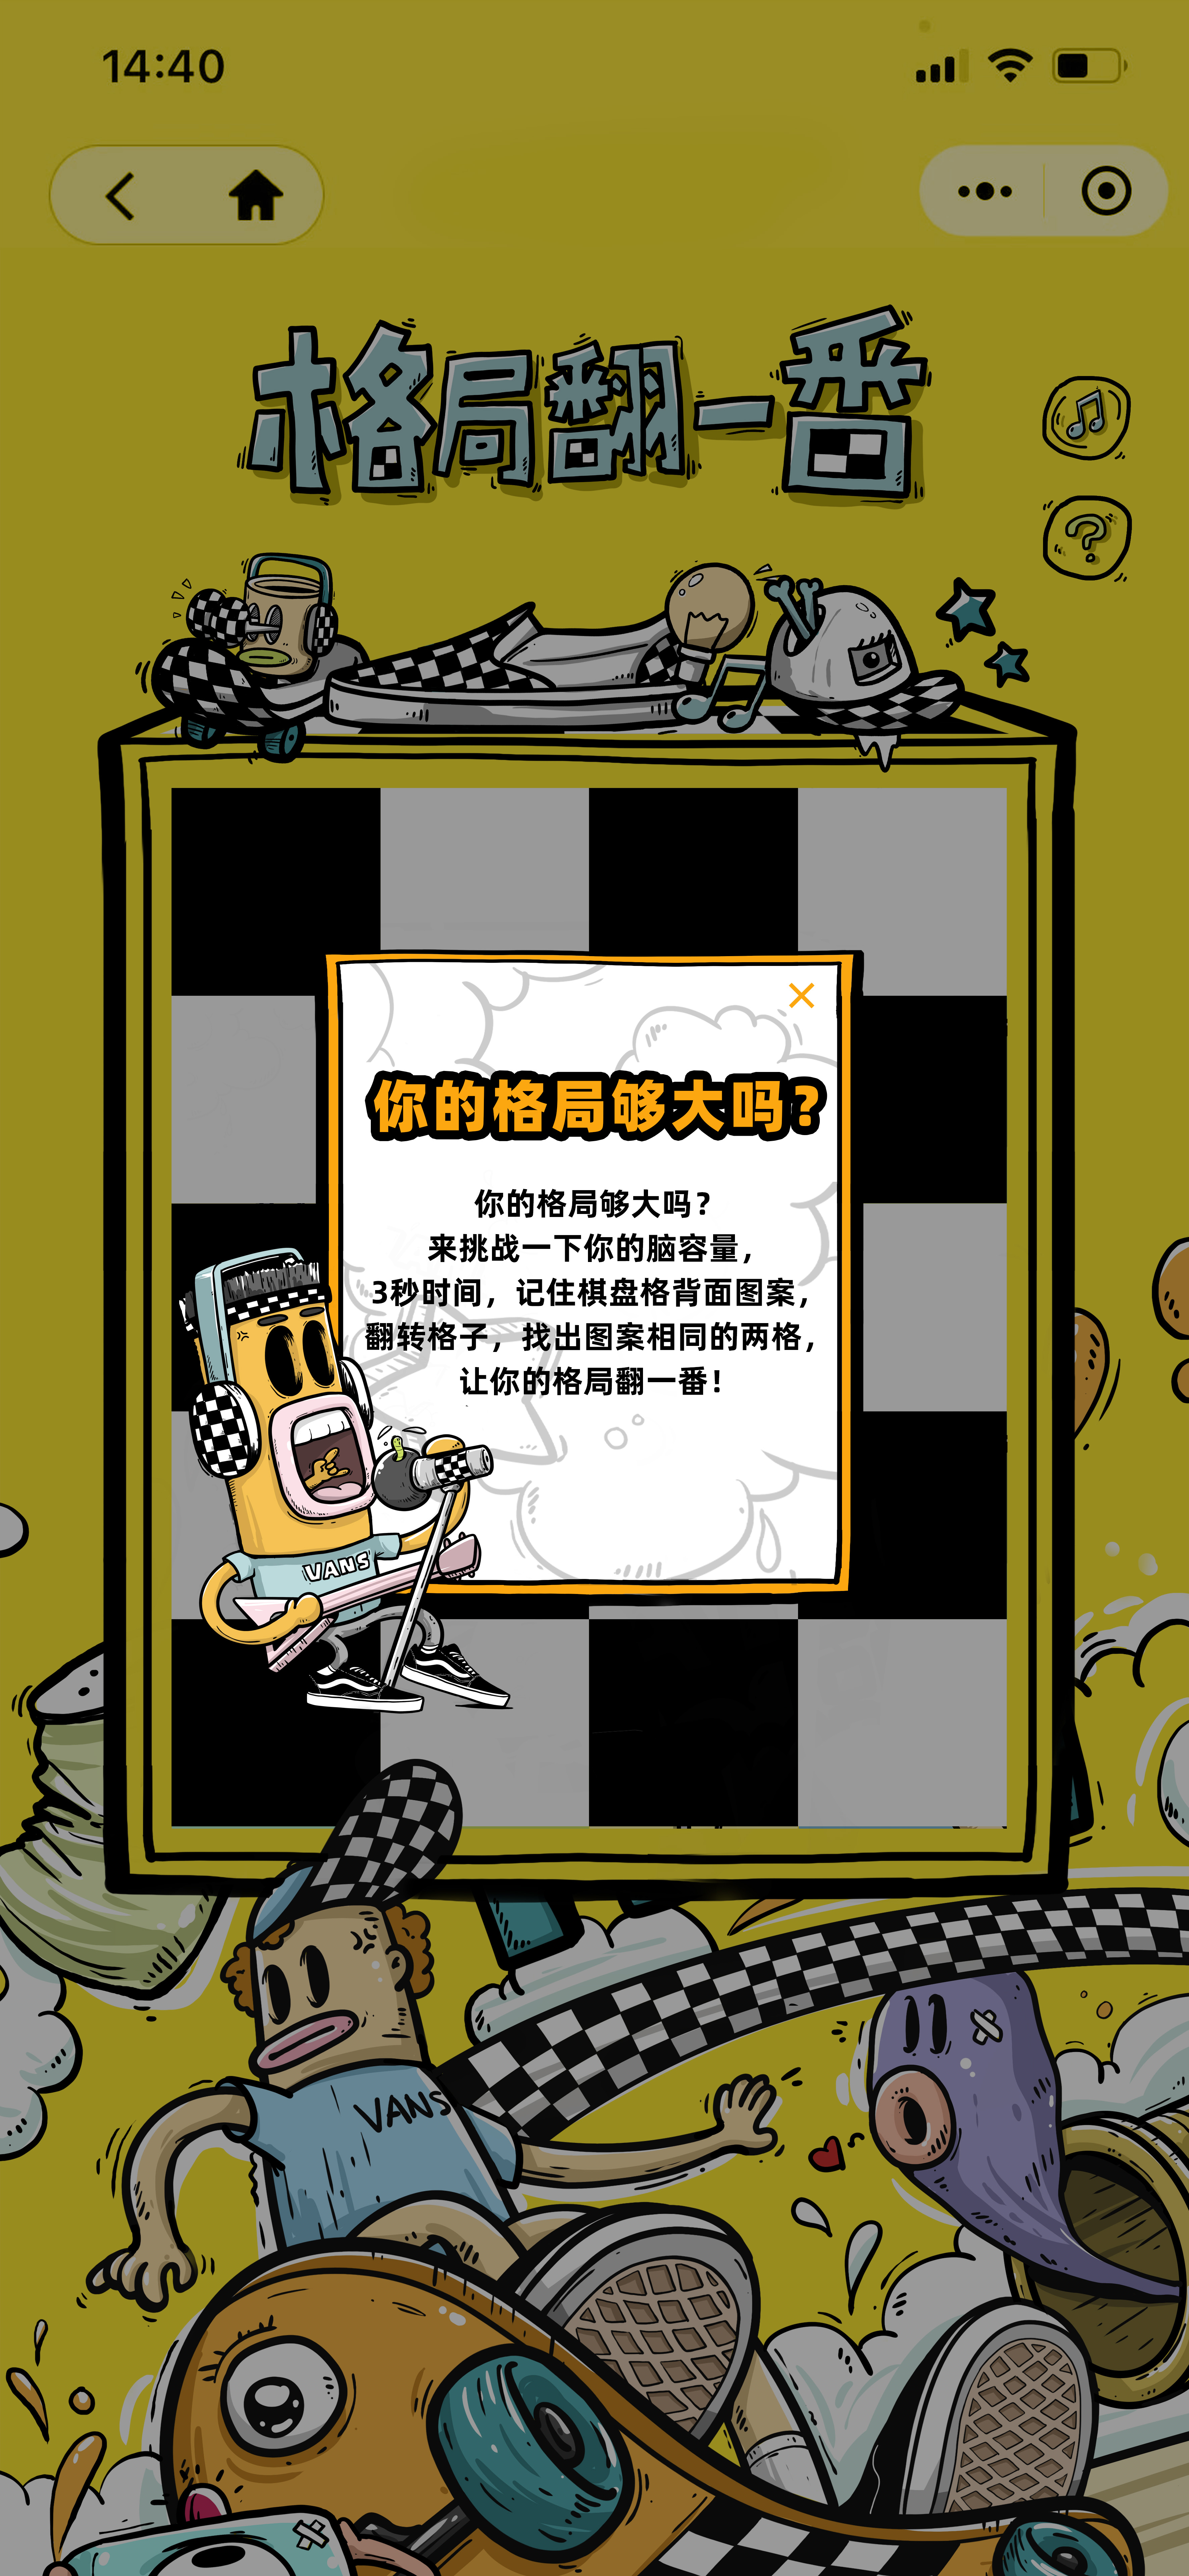 14:40
格局翻一番
你的格局够大吗?
你的格局够大吗?
来挑战一下你的脑容量,
3秒时间，记住棋盘格背面图案,
翻转格子，找出图案相同的两格,
让你的格局翻一番!
VANS
VANS